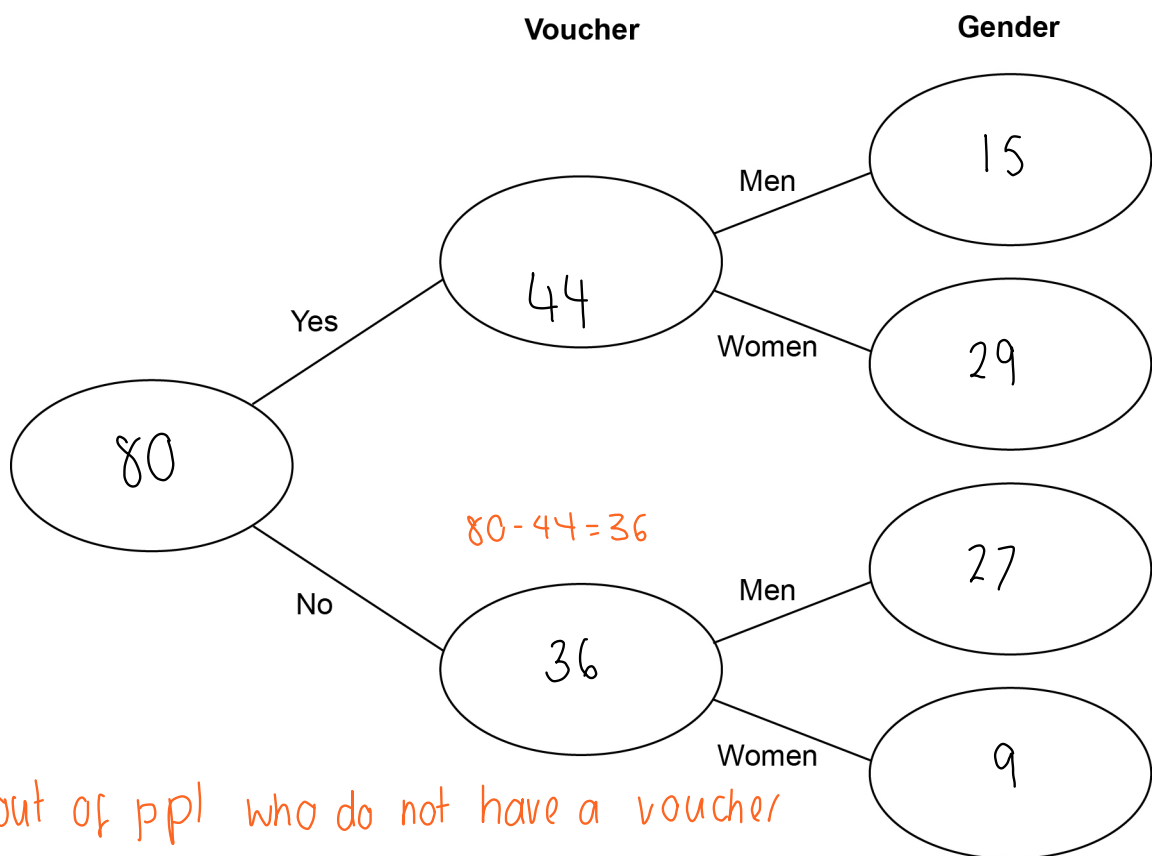 Voucher Gender
15
Men
44
Yes
Women
29
80
80-44=36
27
Men
No
36
Women
9
out of ppl who do not have a voucher